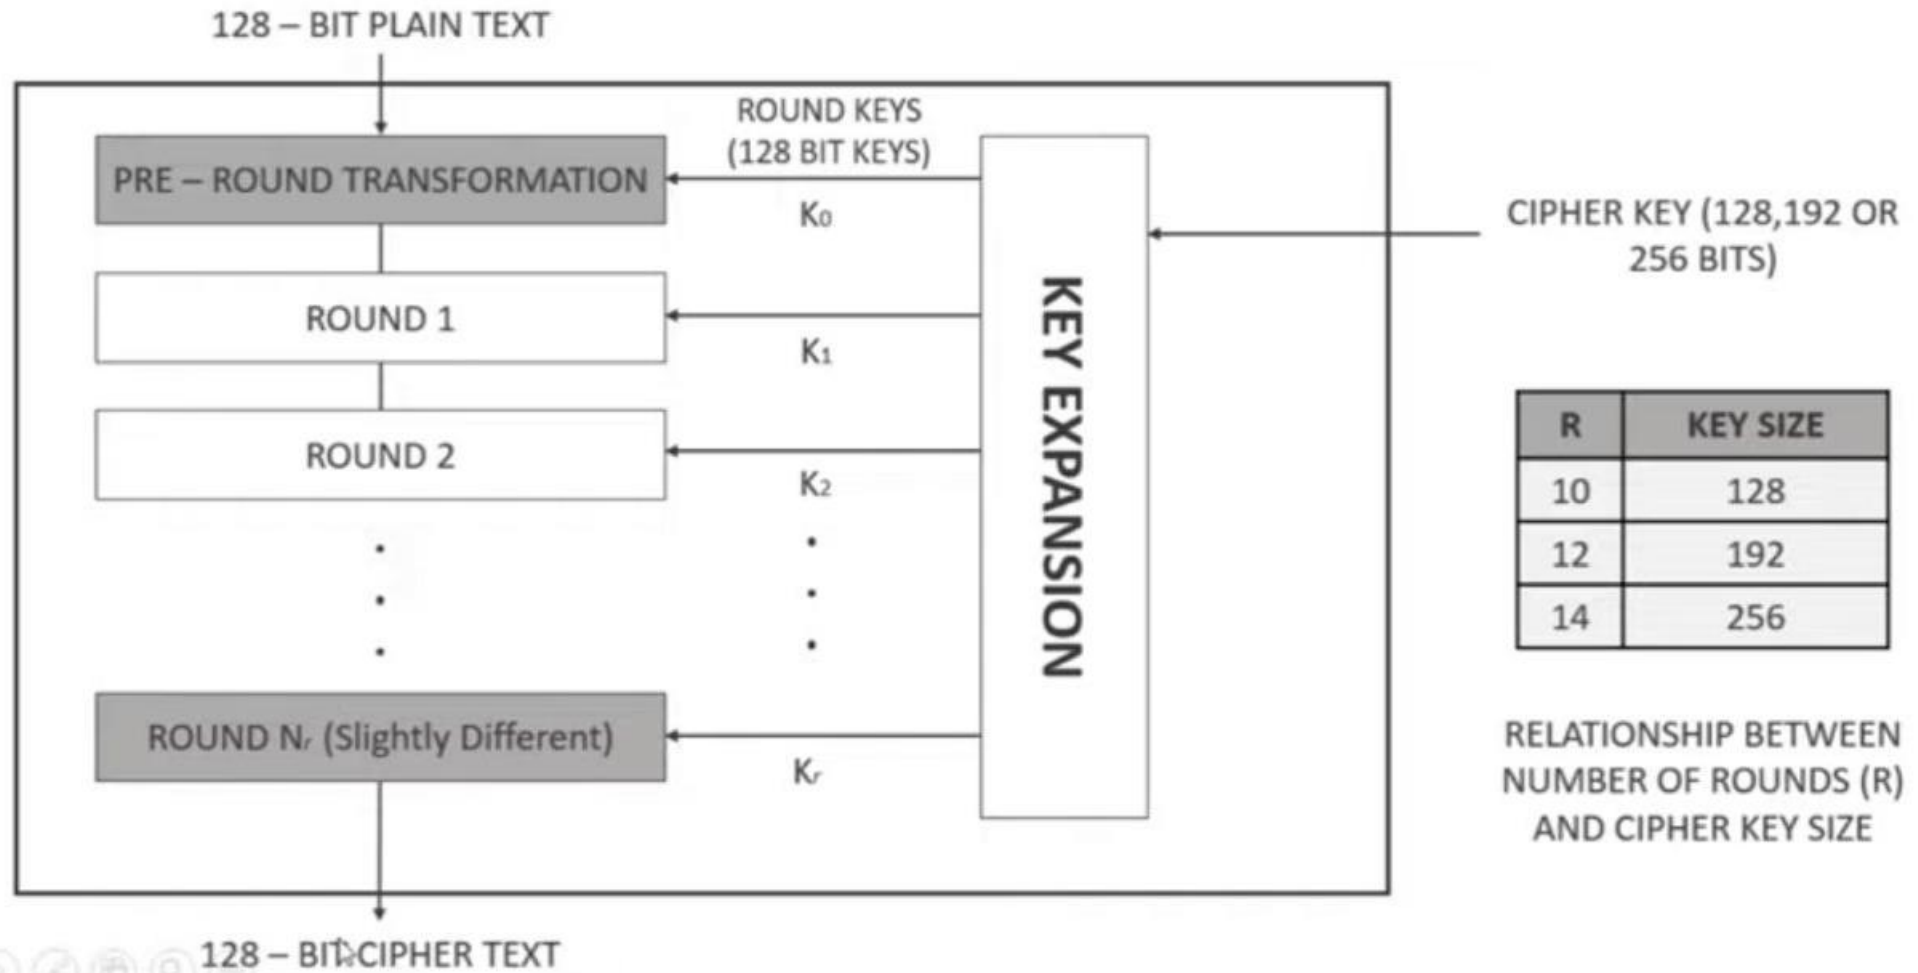 128 – BIT PLAIN TEXT
ROUND KEYS
(128 BIT KEYS)
PRE – ROUND TRANSFORMATION
K0
CIPHER KEY (128,192 OR
256 BITS)
ROUND 1
K1
ROUND 2
K2
KEY EXPANSION
R KEY SIZE
10 128
12 192
14 256
ROUND Nr (Slightly Different)
Kr
RELATIONSHIP BETWEEN
NUMBER OF ROUNDS (R)
AND CIPHER KEY SIZE
128 – BIT CIPHER TEXT